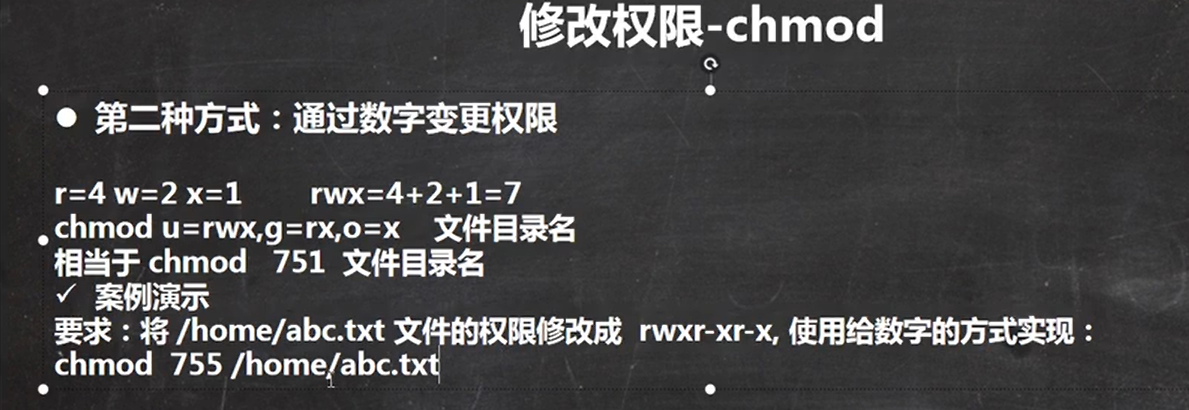 修改权限-chmod
● 第二种方式：通过数字变更权限
r=4 w=2 x=1 rwx=4+2+1=7
chmod u=rwx,g=rx,o=x 文件目录名
相当于 chmod 751 文件目录名
✓ 案例演示
要求：将 /home/abc.txt 文件的权限修改成 rwxr-xr-x, 使用给数字的方式实现：
chmod 755 /home/abc.txt